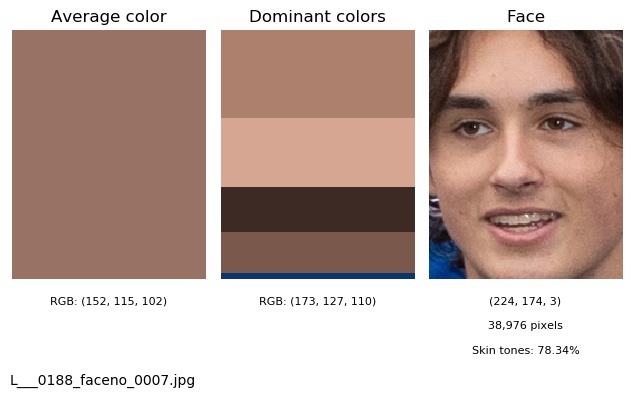 Average color
Dominant colors
Face
RGB: (152, 115, 102)
RGB: (173, 127, 110)
(224, 174, 3)
38,976 pixels
Skin tones: 78.34%
L___0188_faceno_0007.jpg